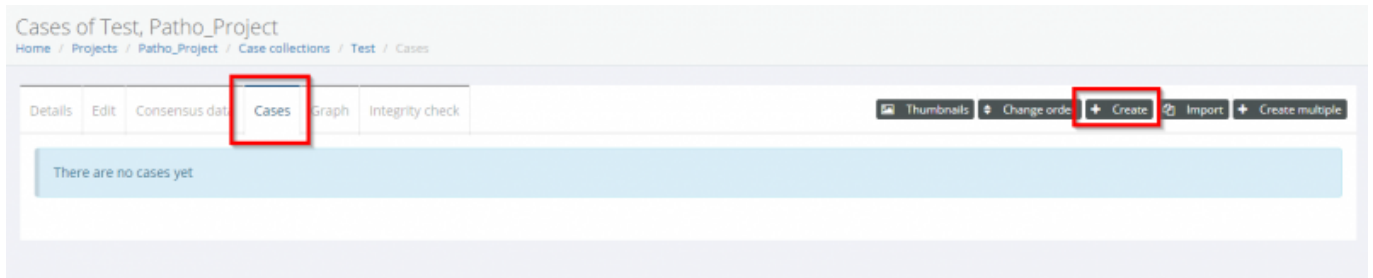 Cases of Test, Patho_Project
Home / Projects / Patho_Project / Case collections / Test / Cases
Details Edit Consensus data Cases Graph Integrity check Thumbnails Change order Create Import Create multiple
There are no cases yet